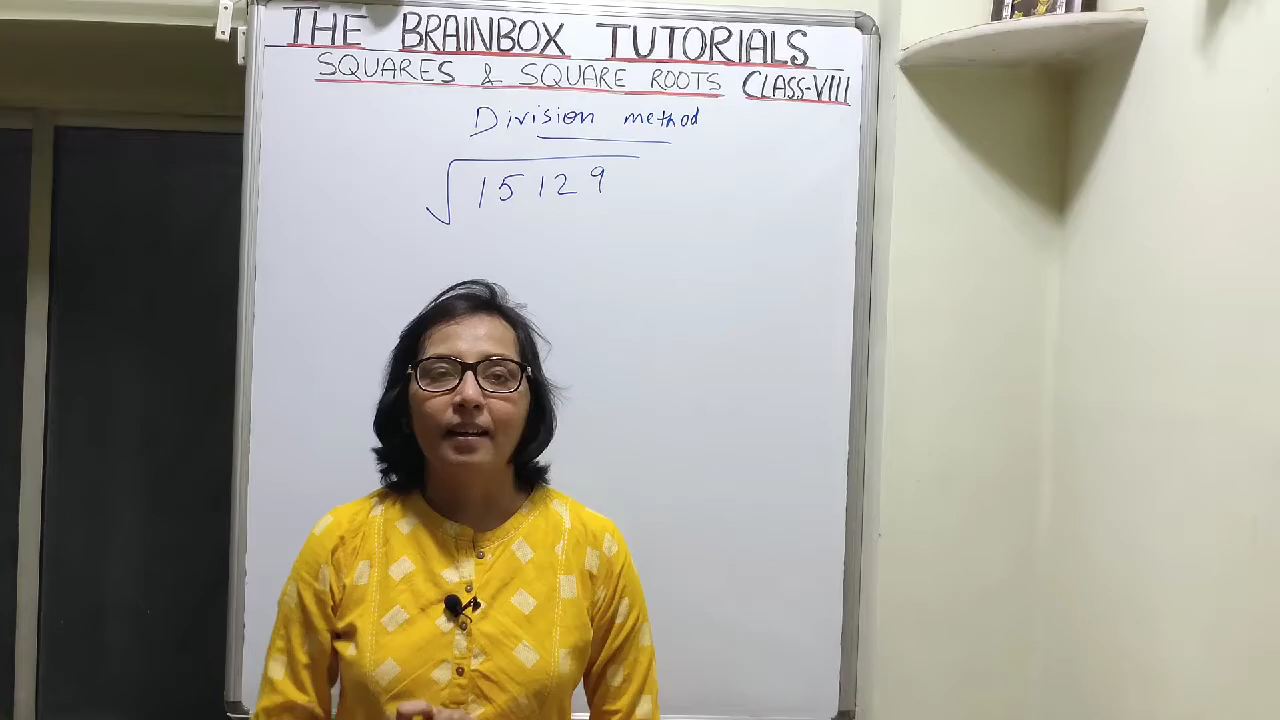 THE BRAINBOX TUTORIALS
SQUARES & SQUARE ROOTS CLASS-VIII
Division method
√15129